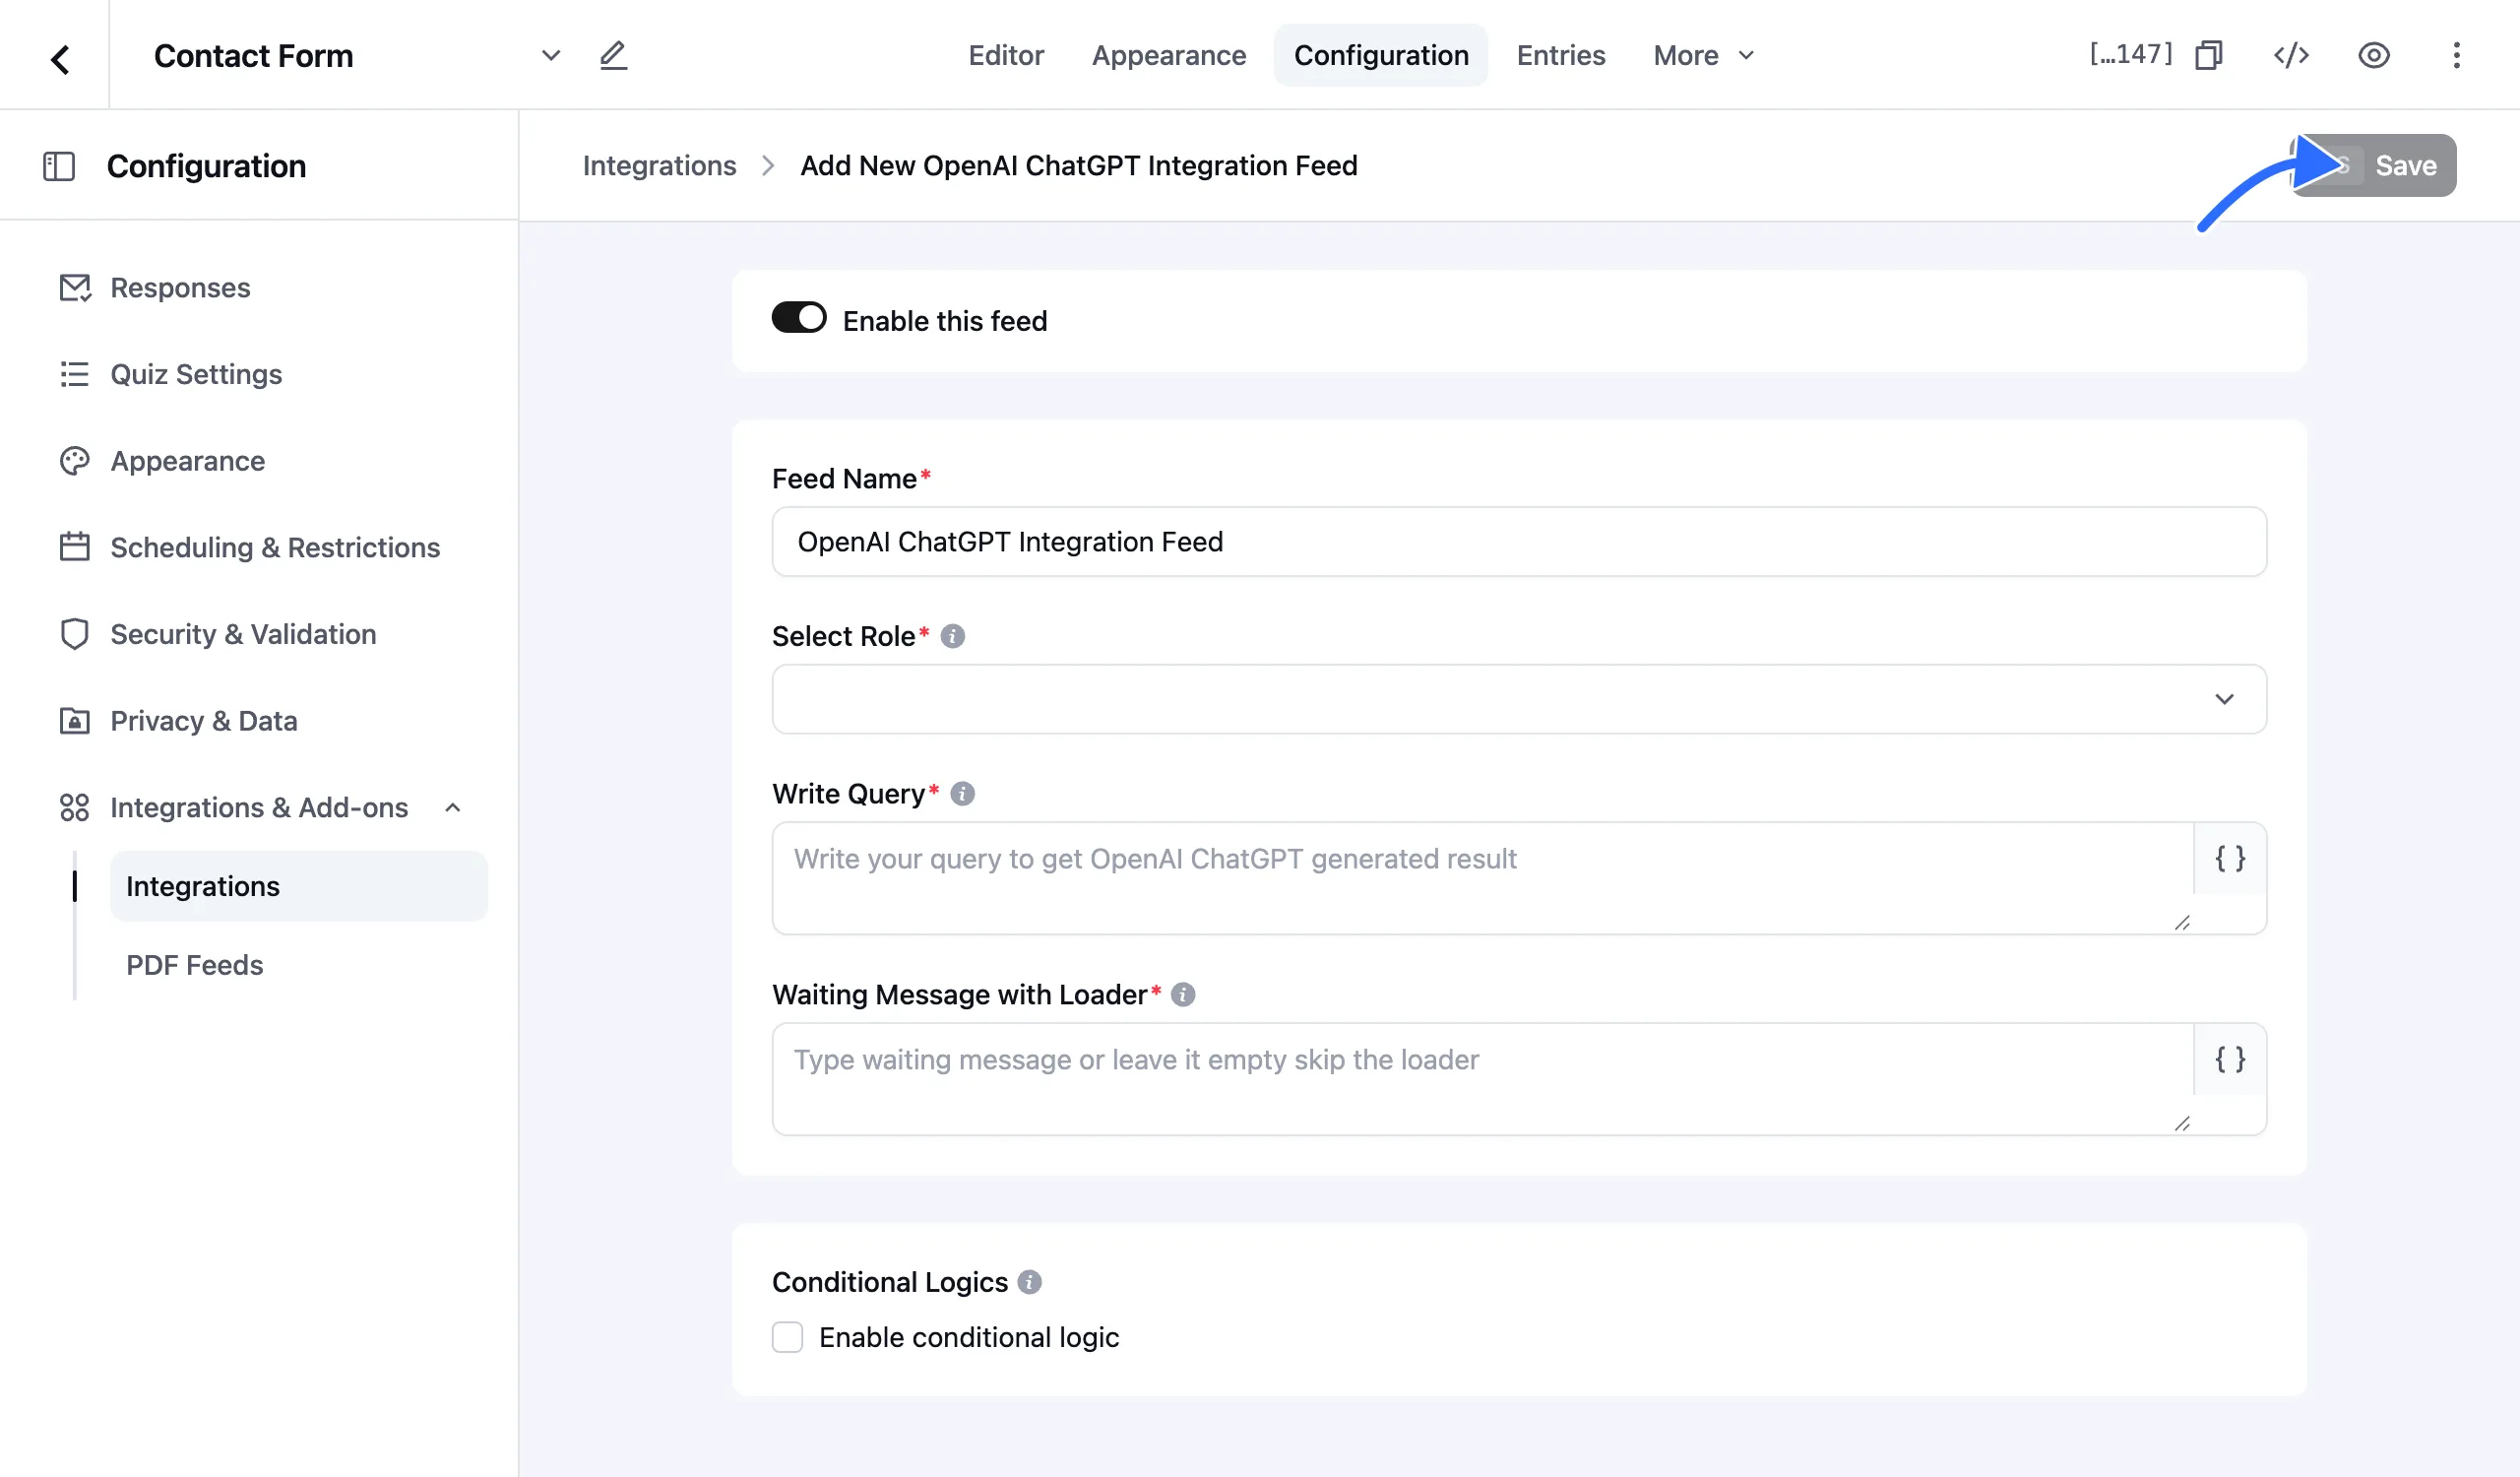 Contact Form
Editor
Appearance
Configuration
Entries
More
[...147]
Configuration
Integrations > Add New OpenAI ChatGPT Integration Feed
S Save
Responses
Quiz Settings
Appearance
Scheduling & Restrictions
Security & Validation
Privacy & Data
Integrations & Add-ons
Integrations
PDF Feeds
Enable this feed
Feed Name*
OpenAI ChatGPT Integration Feed
Select Role*
Write Query*
Write your query to get OpenAI ChatGPT generated result
{ }
Waiting Message with Loader*
Type waiting message or leave it empty skip the loader
{ }
Conditional Logics
Enable conditional logic